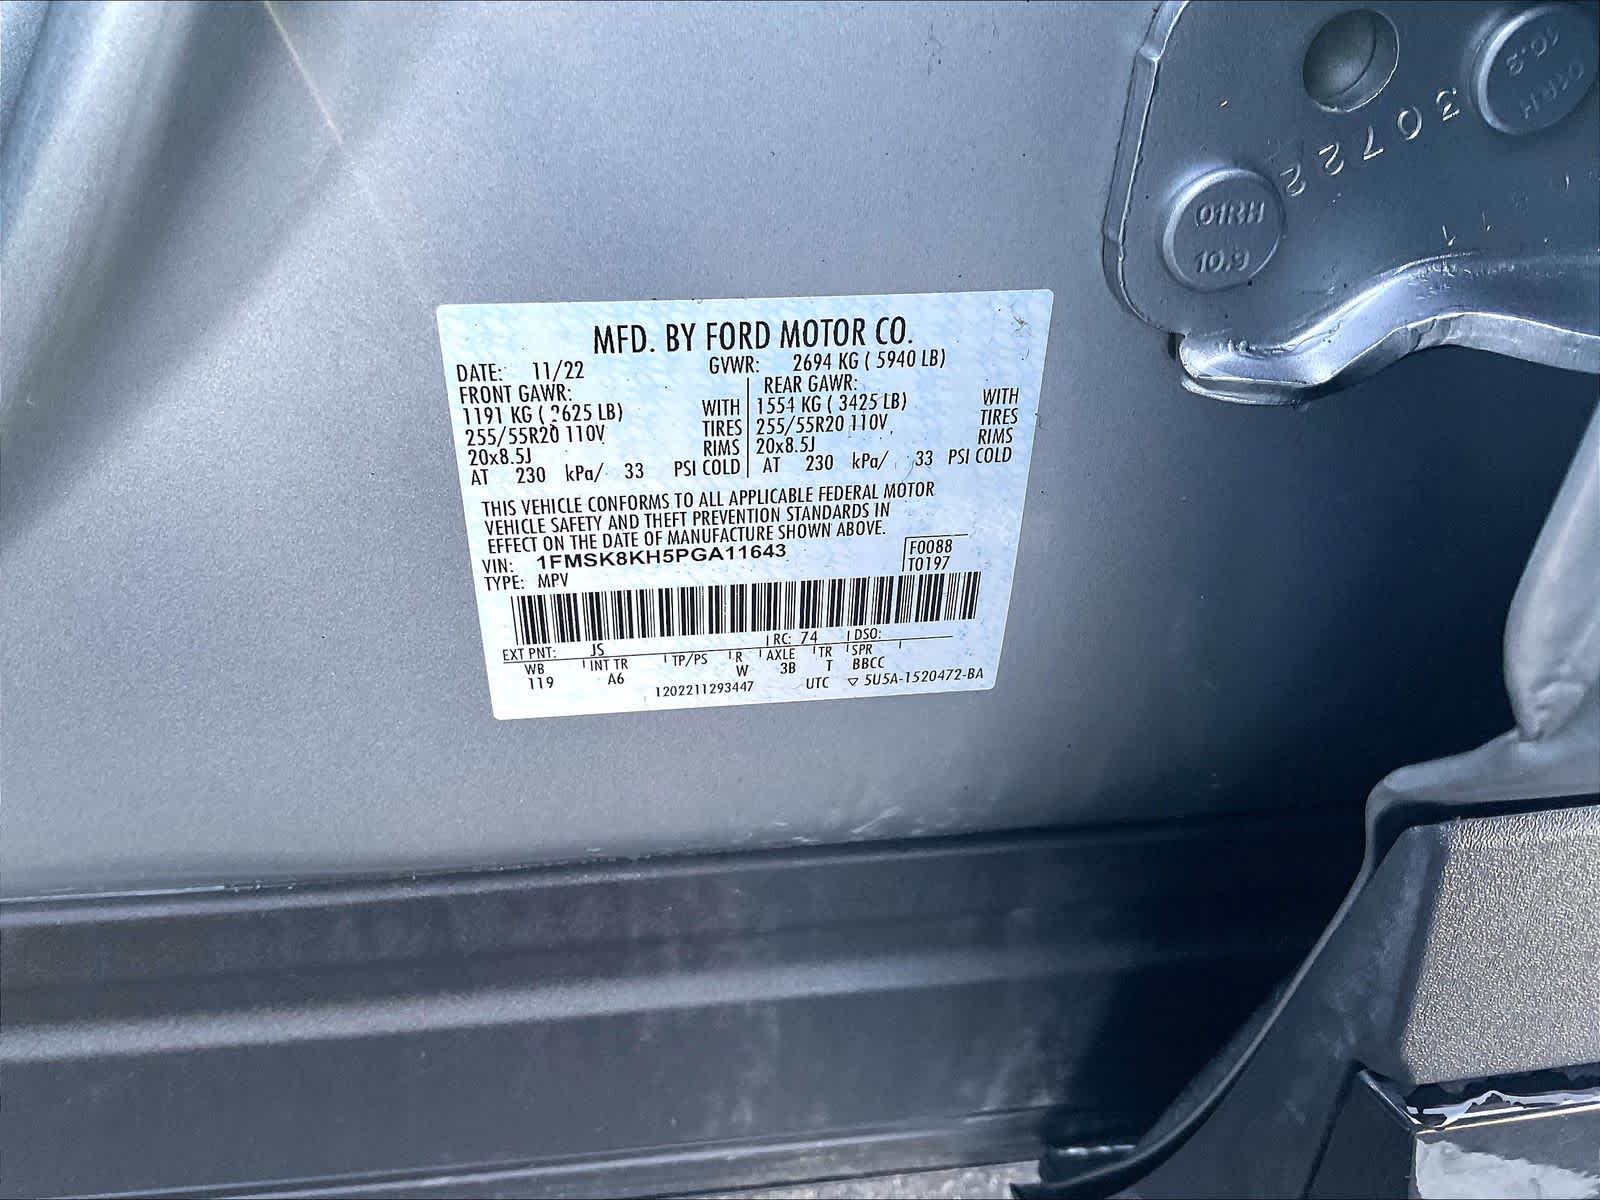 MFD. BY FORD MOTOR CO.
DATE: 11/22 GVWR: 2694 KG ( 5940 LB)
FRONT GAWR: REAR GAWR:
1191 KG ( 2625 LB) WITH 1554 KG ( 3425 LB) WITH
255/55R20 110V TIRES 255/55R20 110V TIRES
20x8.5J RIMS 20x8.5J RIMS
AT 230 kPa/ 33 PSI COLD AT 230 kPa/ 33 PSI COLD
THIS VEHICLE CONFORMS TO ALL APPLICABLE FEDERAL MOTOR
VEHICLE SAFETY AND THEFT PREVENTION STANDARDS IN
EFFECT ON THE DATE OF MANUFACTURE SHOWN ABOVE.
VIN: 1FMSK8KH5PGA11643 F0088
TYPE: MPV T0197
EXT PNT: JS RC: 74 DSO:
WB INT TR TP/PS R AXLE TR SPR
119 A6 W 3B T BBCC
1202211293447 UTC ▽ 5U5A-1520472-BA
30722
01RH
10.9
01RH